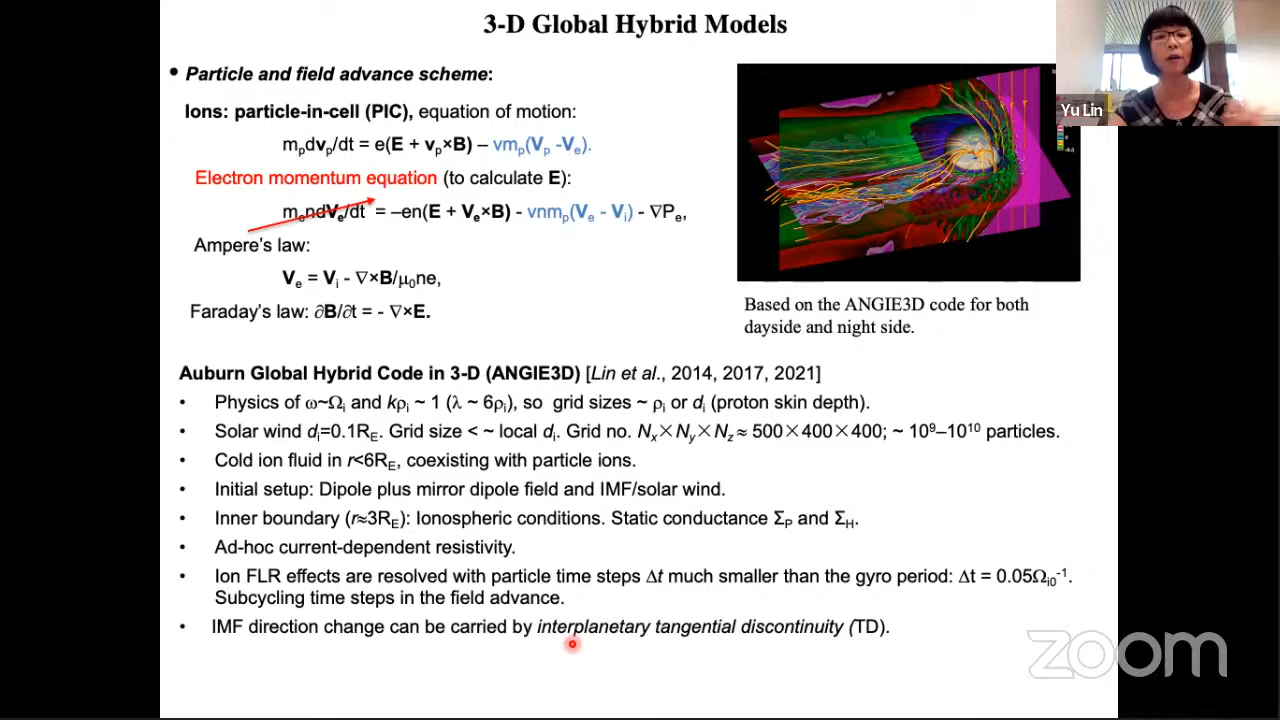 3-D Global Hybrid Models
• Particle and field advance scheme:
Ions: particle-in-cell (PIC), equation of motion:
mₚdvₚ/dt = e(E + vₚ×B) – νmₚ(Vₚ -Vₑ).
Electron momentum equation (to calculate E):
mₑndVₑ/dt = –en(E + Vₑ×B) - νnmₚ(Vₑ - Vᵢ) - ∇Pₑ,
Ampere's law:
Vₑ = Vᵢ - ∇×B/μ₀ne,
Faraday's law: ∂B/∂t = - ∇×E.
Yu Lin
Based on the ANGIE3D code for both
dayside and night side.
Auburn Global Hybrid Code in 3-D (ANGIE3D) [Lin et al., 2014, 2017, 2021]
• Physics of ω~Ωᵢ and kρᵢ ~ 1 (λ ~ 6ρᵢ), so grid sizes ~ ρᵢ or dᵢ (proton skin depth).
• Solar wind dᵢ=0.1R_E. Grid size < ~ local dᵢ. Grid no. Nₓ×N_y×N_z ≈ 500×400×400; ~ 10⁹–10¹⁰ particles.
• Cold ion fluid in r<6R_E, coexisting with particle ions.
• Initial setup: Dipole plus mirror dipole field and IMF/solar wind.
• Inner boundary (r≈3R_E): Ionospheric conditions. Static conductance Σ_P and Σ_H.
• Ad-hoc current-dependent resistivity.
• Ion FLR effects are resolved with particle time steps Δt much smaller than the gyro period: Δt = 0.05Ωᵢ₀⁻¹.
Subcycling time steps in the field advance.
• IMF direction change can be carried by interplanetary tangential discontinuity (TD).
zoom